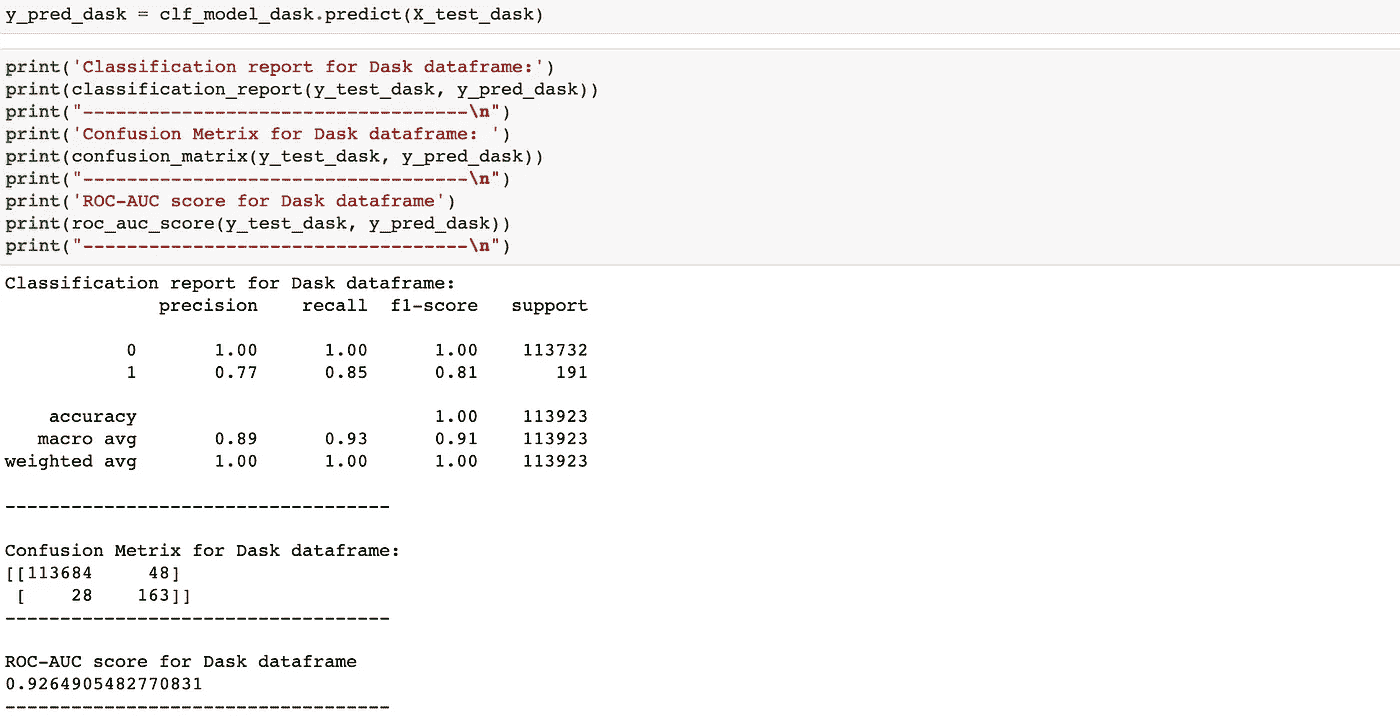 y_pred_dask = clf_model_dask.predict(X_test_dask)
print('Classification report for Dask dataframe:')
print(classification_report(y_test_dask, y_pred_dask))
print("-----------------------------------\n")
print('Confusion Metrix for Dask dataframe: ')
print(confusion_matrix(y_test_dask, y_pred_dask))
print("-----------------------------------\n")
print('ROC-AUC score for Dask dataframe')
print(roc_auc_score(y_test_dask, y_pred_dask))
print("-----------------------------------\n")
Classification report for Dask dataframe:
              precision    recall  f1-score   support

           0       1.00      1.00      1.00    113732
           1       0.77      0.85      0.81       191

    accuracy                           1.00    113923
   macro avg       0.89      0.93      0.91    113923
weighted avg       1.00      1.00      1.00    113923

-----------------------------------

Confusion Metrix for Dask dataframe:
[[113684     48]
 [    28    163]]
-----------------------------------

ROC-AUC score for Dask dataframe
0.9264905482770831
-----------------------------------